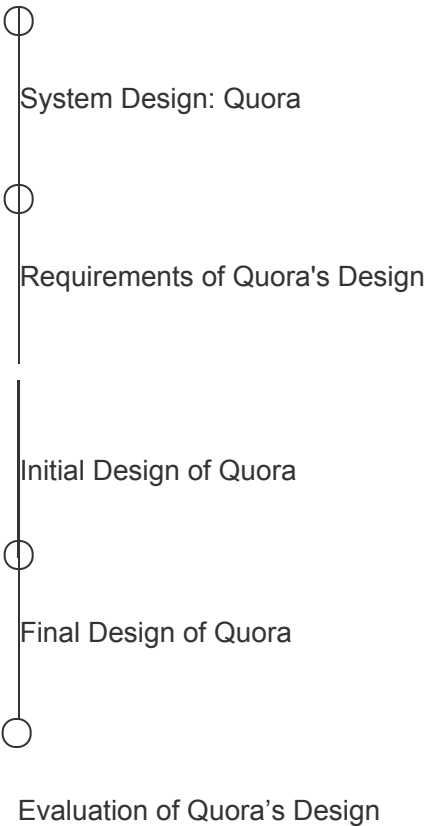 System Design: Quora
Requirements of Quora's Design
Initial Design of Quora
Final Design of Quora
Evaluation of Quora’s Design